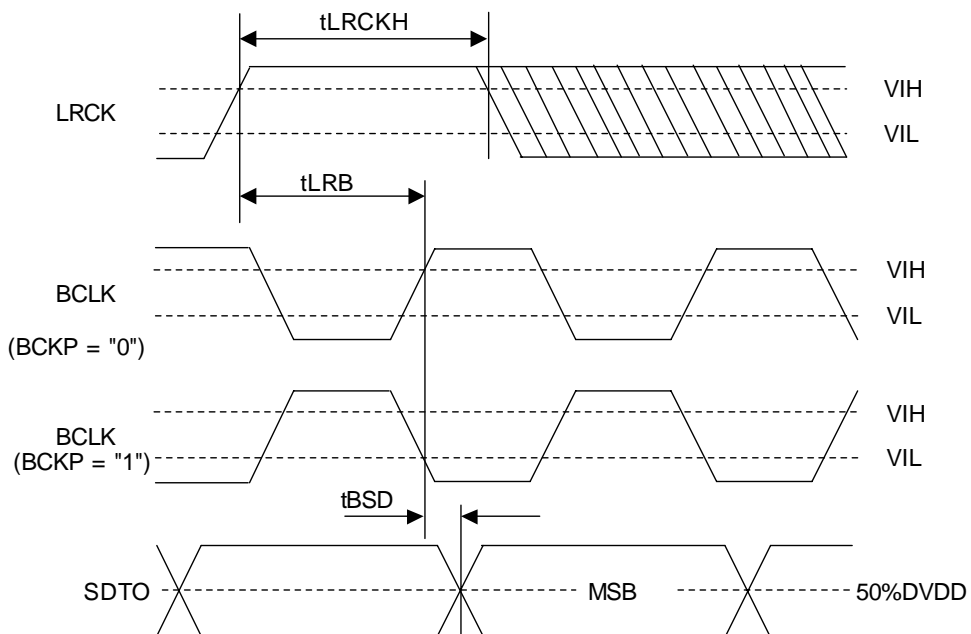 tLRCKH
LRCK
VIH
VIL
tLRB
BCLK
(BCKP = "0")
VIH
VIL
BCLK
(BCKP = "1")
VIH
VIL
tBSD
SDTO
MSB
50%DVDD